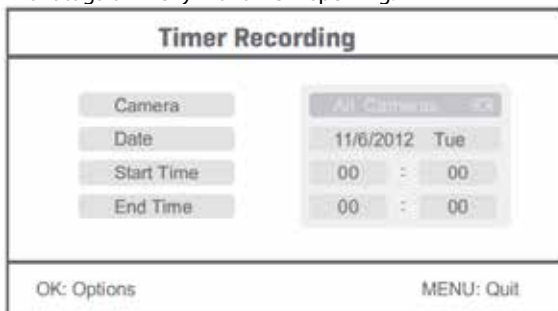 Timer Recording
Camera All Cameras
Date 11/6/2012 Tue
Start Time 00 : 00
End Time 00 : 00
OK: Options MENU: Quit